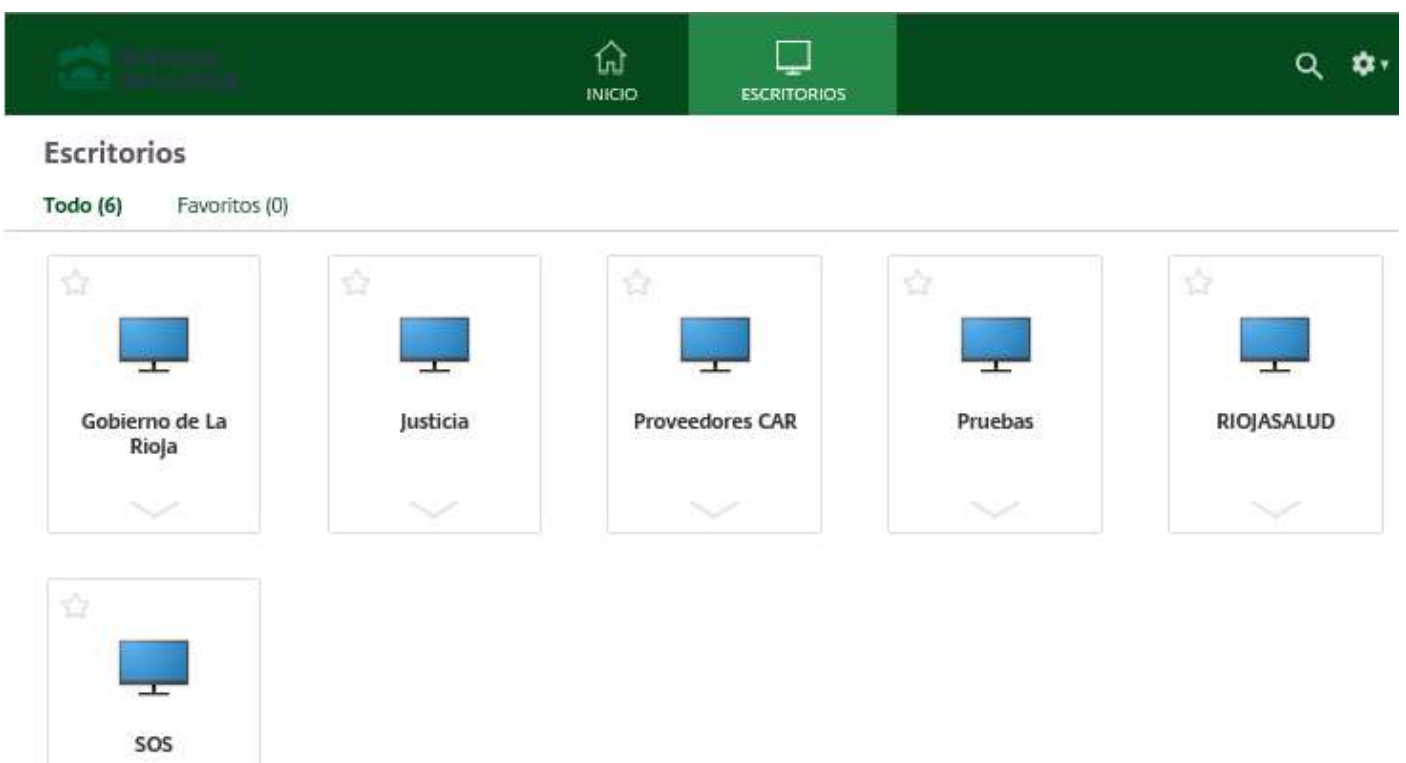 INICIO
ESCRITORIOS
Escritorios
Todo (6) Favoritos (0)
Gobierno de La
Rioja
Justicia
Proveedores CAR
Pruebas
RIOJASALUD
SOS